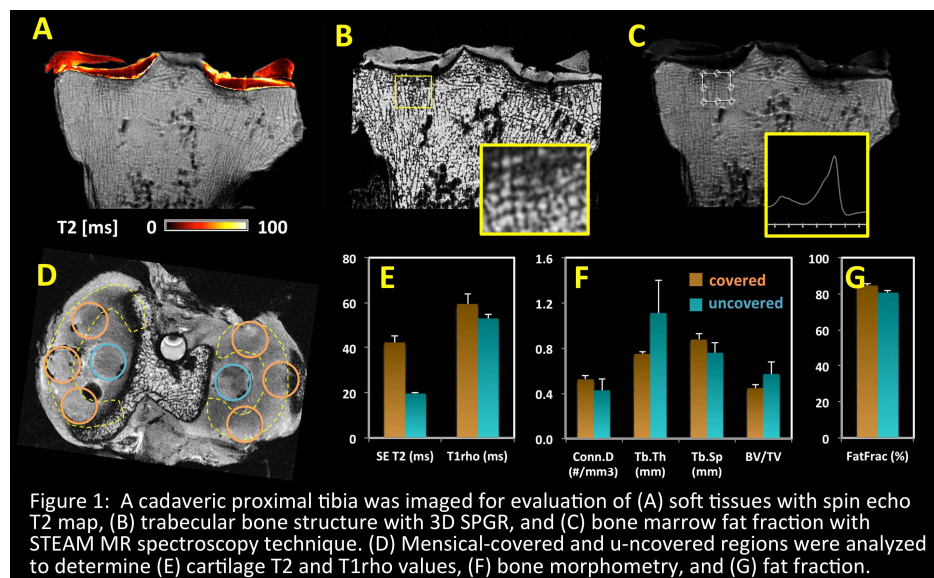 A
B
C
T2 [ms] 0 100
D
E
F
G
80
60
40
20
0
SE T2 (ms) T1rho (ms)
1.6
1.2
0.8
0.4
0.0
covered
uncovered
Conn.D Tb.Th Tb.Sp BV/TV
(#/mm3) (mm) (mm)
100
80
60
40
20
0
FatFrac (%)
Figure 1: A cadaveric proximal tibia was imaged for evaluation of (A) soft tissues with spin echo
T2 map, (B) trabecular bone structure with 3D SPGR, and (C) bone marrow fat fraction with
STEAM MR spectroscopy technique. (D) Mensical-covered and u-ncovered regions were analyzed
to determine (E) cartilage T2 and T1rho values, (F) bone morphometry, and (G) fat fraction.